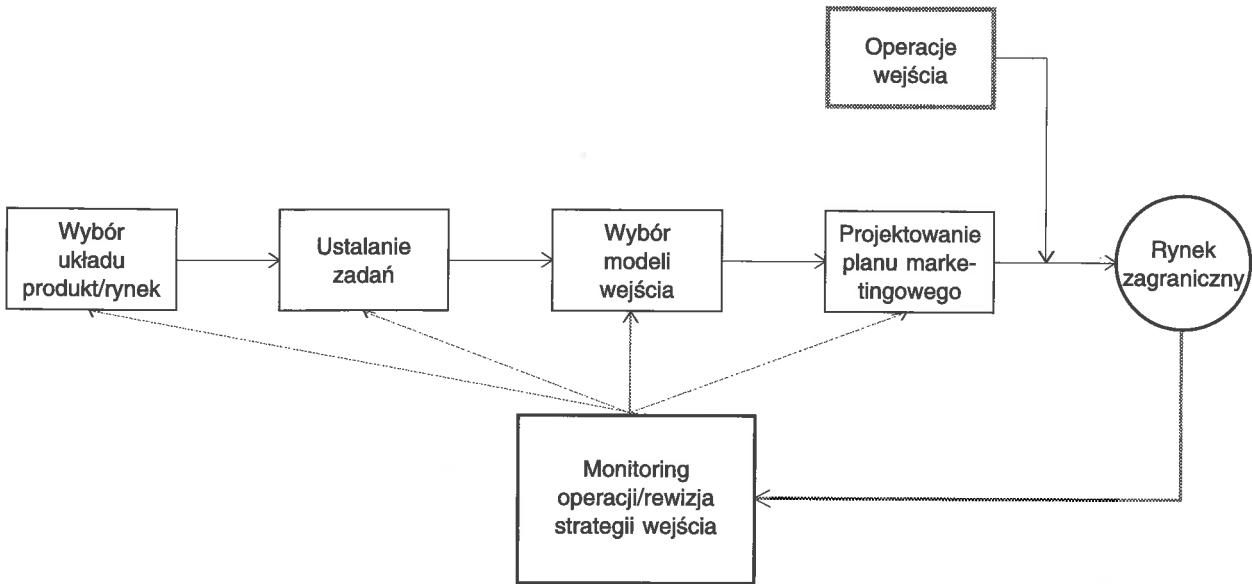 Operacje
wejścia
Wybór
układu
produkt/rynek
Ustalanie
zadań
Wybór
modeli
wejścia
Projektowanie
planu marke-
tingowego
Rynek
zagraniczny
Monitoring
operacji/rewizja
strategii wejścia